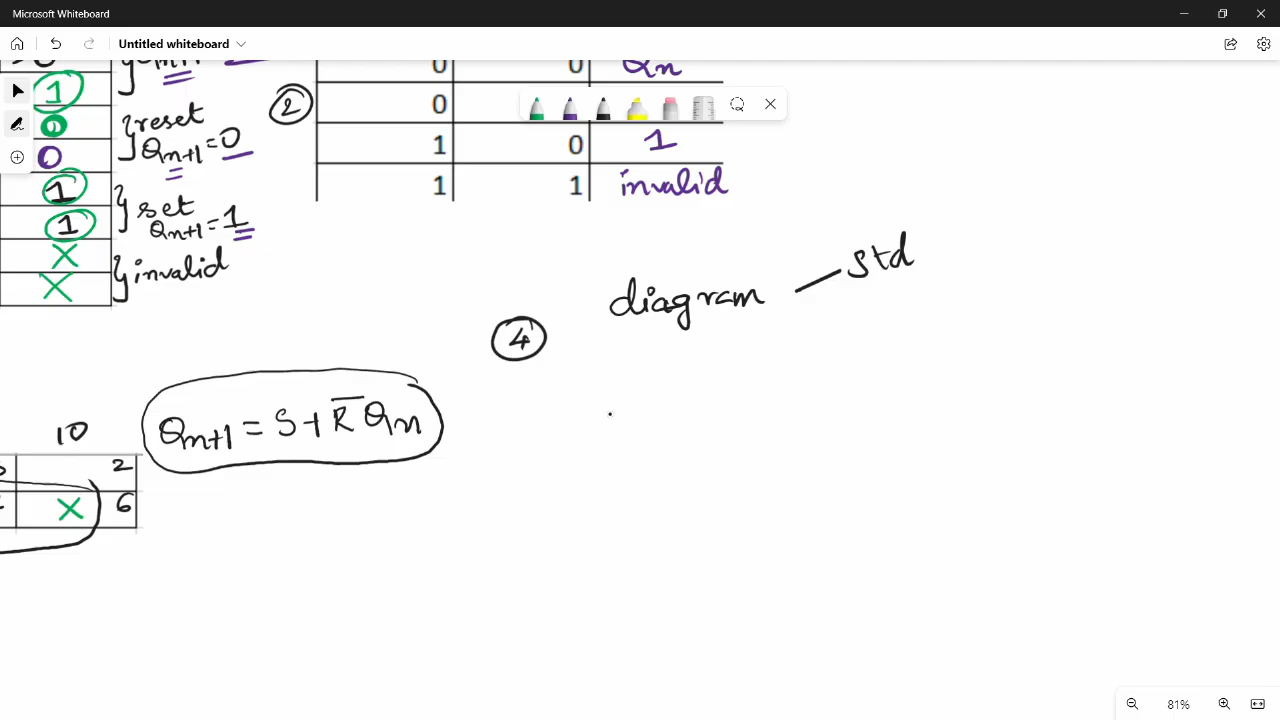 Microsoft Whiteboard
Untitled whiteboard
0 0 Qn
1
② 0
0 } reset
0 Qn+1 = 0
1 0 1
1 1 invalid
1 } set
1 Qn+1 = 1
X } invalid
X
diagram — std
④
Qn+1 = S + R̅ Qn
10
2
X 6
81%